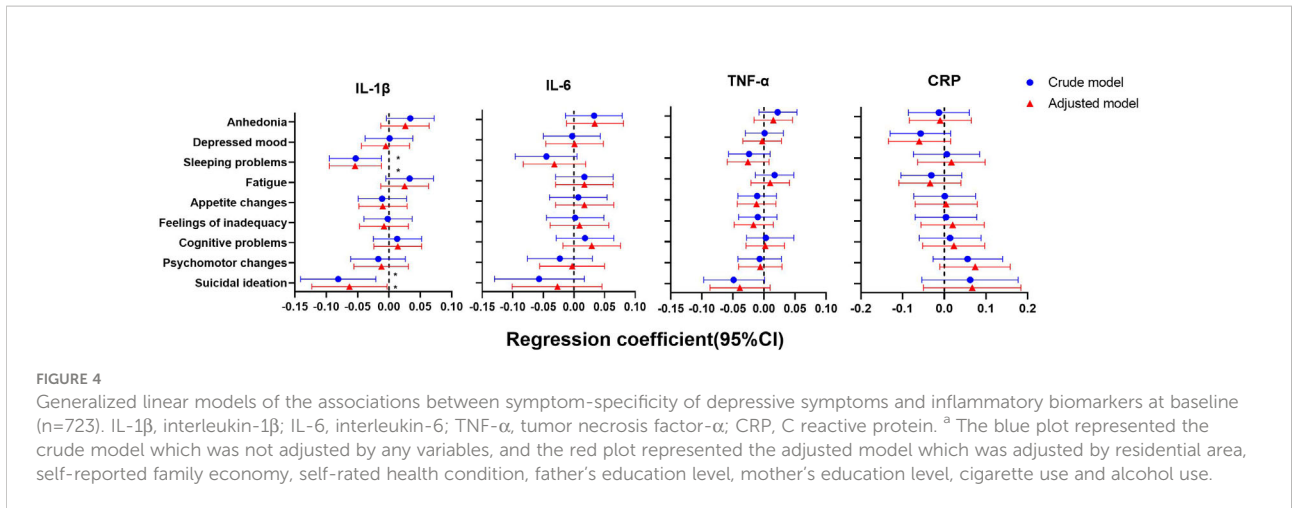 IL-1β
IL-6
TNF-α
CRP
Crude model
Adjusted model
Anhedonia
Depressed mood
Sleeping problems
*
*
Fatigue
Appetite changes
Feelings of inadequacy
Cognitive problems
Psychomotor changes
Suicidal ideation
*
*
-0.15 -0.10 -0.05 0.00 0.05 0.10
-0.15 -0.10 -0.05 0.00 0.05 0.10
-0.15 -0.10 -0.05 0.00 0.05 0.10
-0.2 -0.1 0.0 0.1 0.2
Regression coefficient(95%CI)
FIGURE 4
Generalized linear models of the associations between symptom-specificity of depressive symptoms and inflammatory biomarkers at baseline
(n=723). IL-1β, interleukin-1β; IL-6, interleukin-6; TNF-α, tumor necrosis factor-α; CRP, C reactive protein. a The blue plot represented the
crude model which was not adjusted by any variables, and the red plot represented the adjusted model which was adjusted by residential area,
self-reported family economy, self-rated health condition, father's education level, mother's education level, cigarette use and alcohol use.